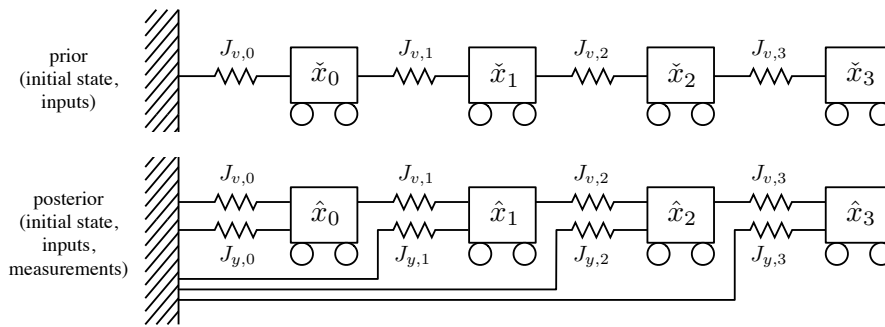 J_{v,0} J_{v,1} J_{v,2} J_{v,3}
prior
(initial state,
inputs)
x̌_0 x̌_1 x̌_2 x̌_3
J_{v,0} J_{v,1} J_{v,2} J_{v,3}
posterior
(initial state,
inputs,
measurements)
x̂_0 x̂_1 x̂_2 x̂_3
J_{y,0} J_{y,1} J_{y,2} J_{y,3}